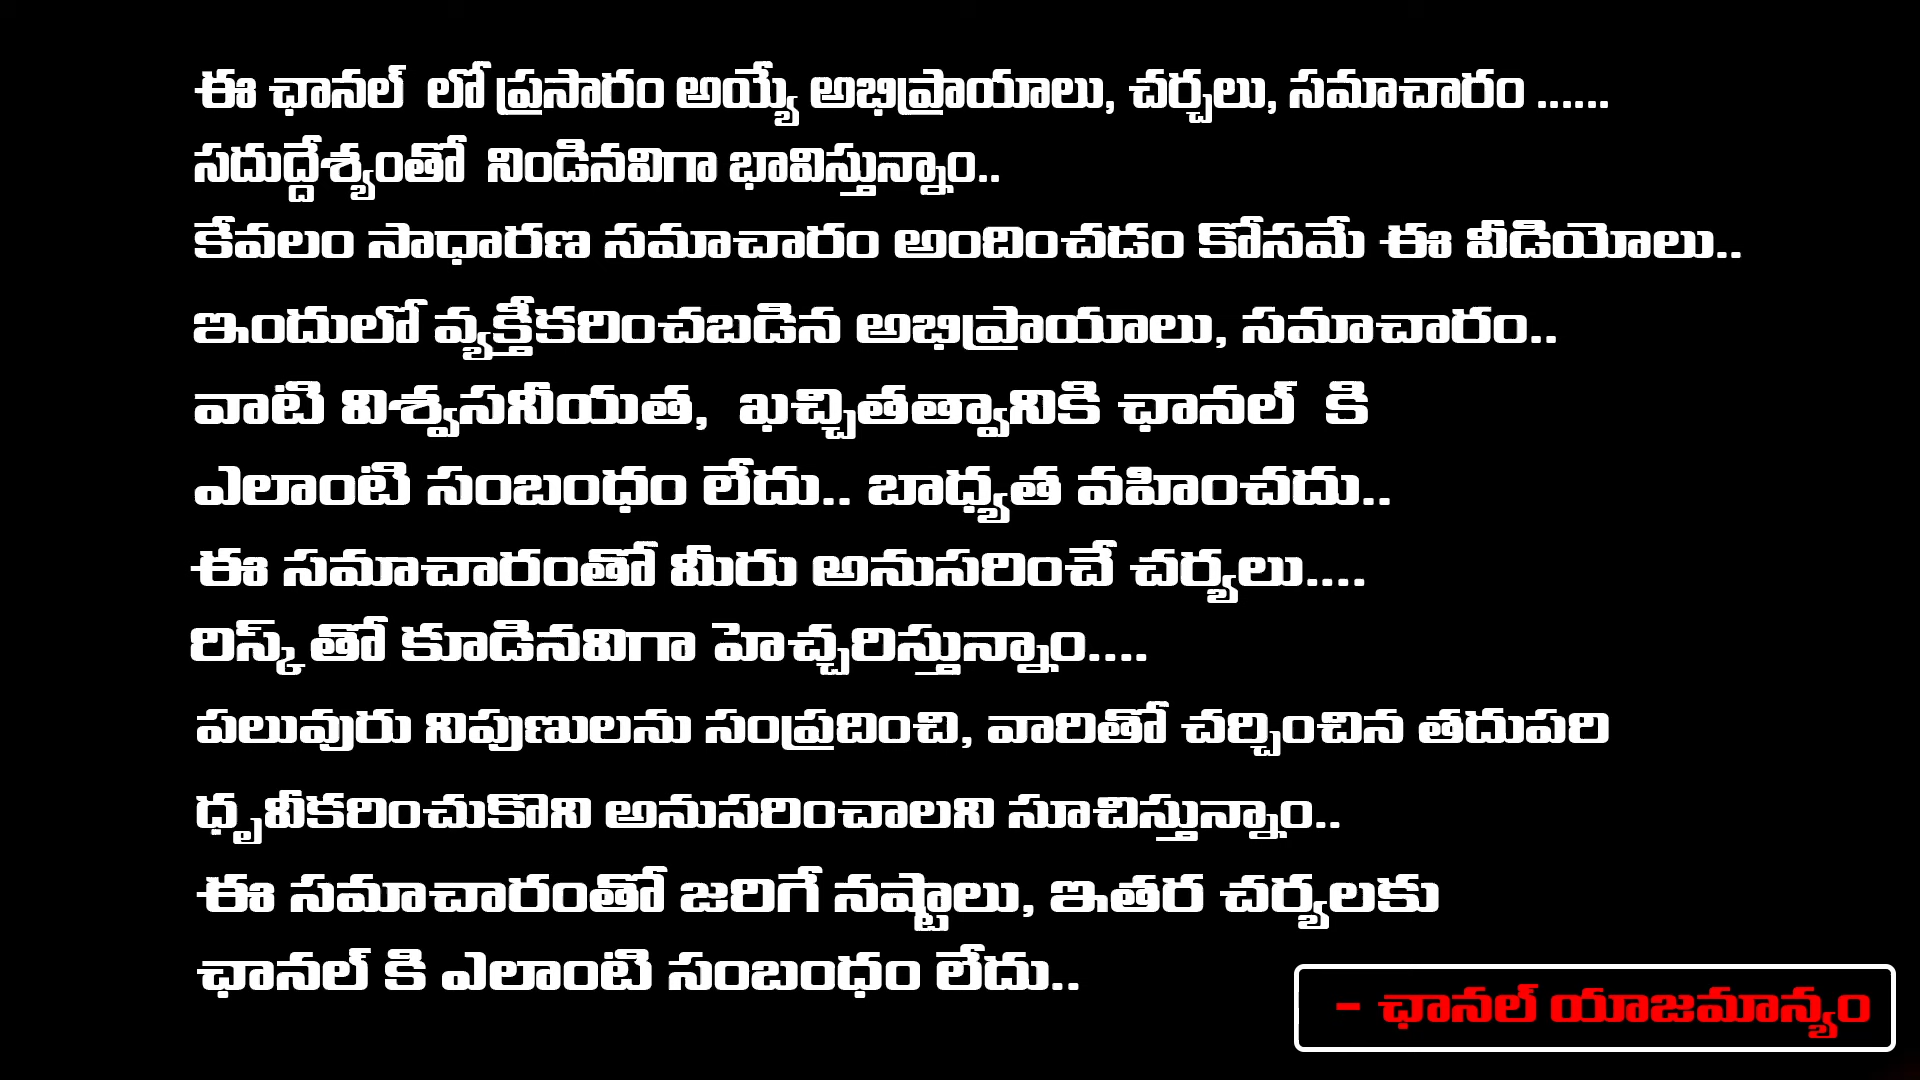 ఈ ఛానల్ లో ప్రసారం అయ్యే అభిప్రాయాలు, చర్చలు, సమాచారం ......
సదుద్దేశ్యంతో నిండినవిగా భావిస్తున్నాం..
కేవలం సాధారణ సమాచారం అందించడం కోసమే ఈ వీడియోలు..
ఇందులో వ్యక్తీకరించబడిన అభిప్రాయాలు, సమాచారం..
వాటి విశ్వసనీయత, ఖచ్చితత్వానికి ఛానల్ కి
ఎలాంటి సంబంధం లేదు.. బాధ్యత వహించదు..
ఈ సమాచారంతో మీరు అనుసరించే చర్యలు....
రిస్క్ తో కూడినవిగా హెచ్చరిస్తున్నాం....
పలువురు నిపుణులను సంప్రదించి, వారితో చర్చించిన తదుపరి
ధృవీకరించుకొని అనుసరించాలని సూచిస్తున్నాం..
ఈ సమాచారంతో జరిగే నష్టాలు, ఇతర చర్యలకు
ఛానల్ కి ఎలాంటి సంబంధం లేదు..
- ఛానల్ యాజమాన్యం